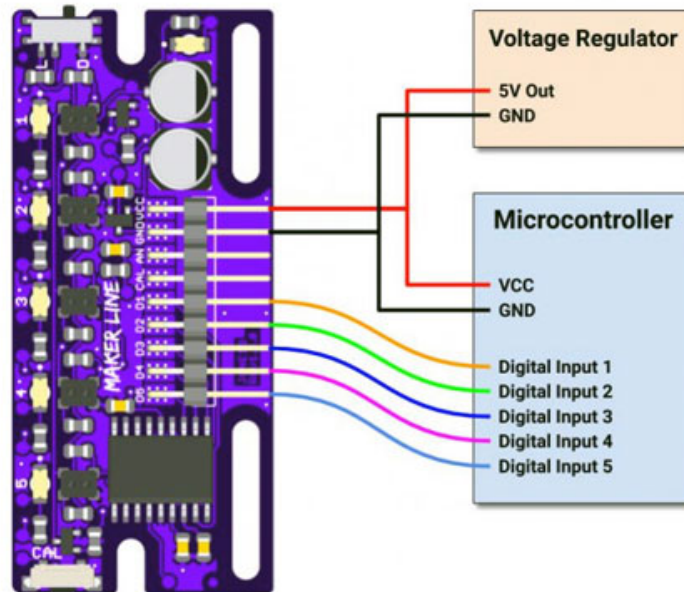 L D
1
2
3
4
5
CAL
MAKER LINE
VCC
GND
AN
CAL
D1
D2
D3
D4
D5
Voltage Regulator
5V Out
GND
Microcontroller
VCC
GND
Digital Input 1
Digital Input 2
Digital Input 3
Digital Input 4
Digital Input 5